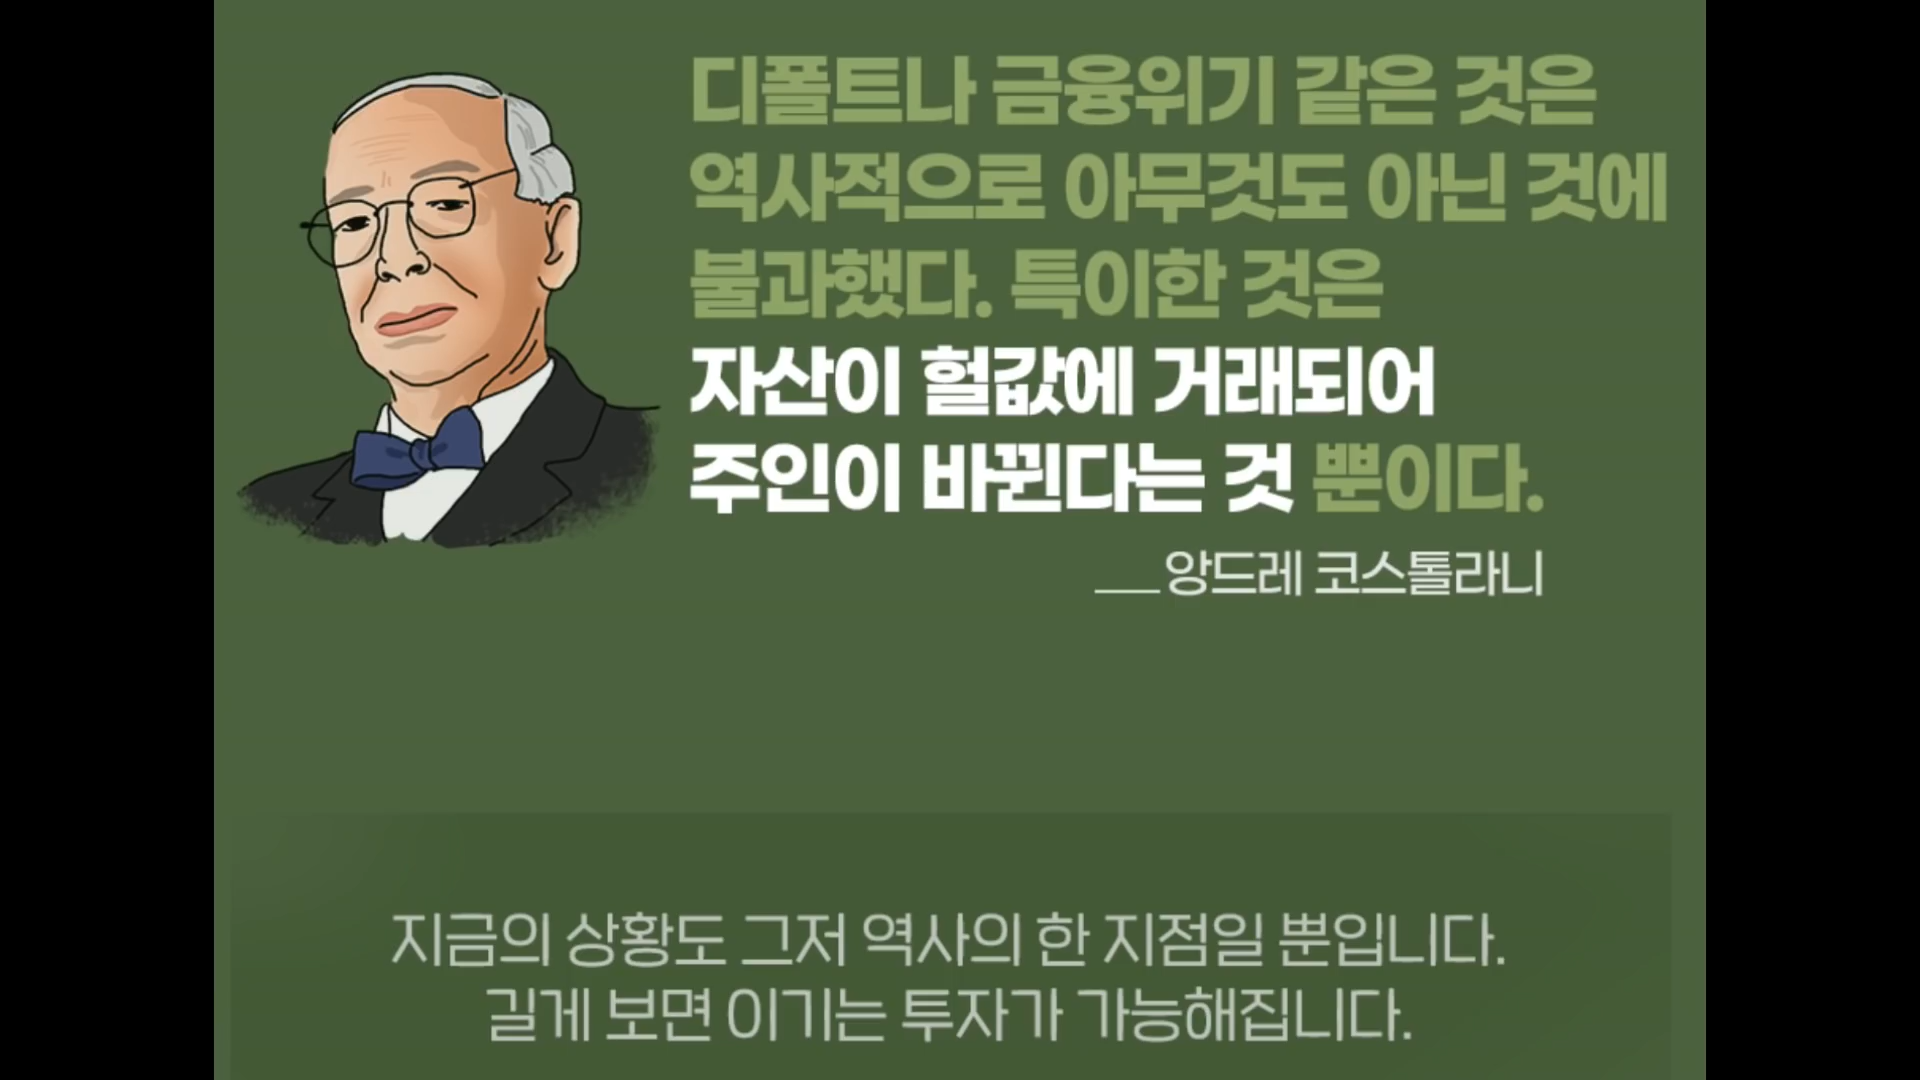 디폴트나 금융위기 같은 것은
역사적으로 아무것도 아닌 것에
불과했다. 특이한 것은
자산이 헐값에 거래되어
주인이 바뀐다는 것 뿐이다.
__앙드레 코스톨라니
지금의 상황도 그저 역사의 한 지점일 뿐입니다.
길게 보면 이기는 투자가 가능해집니다.